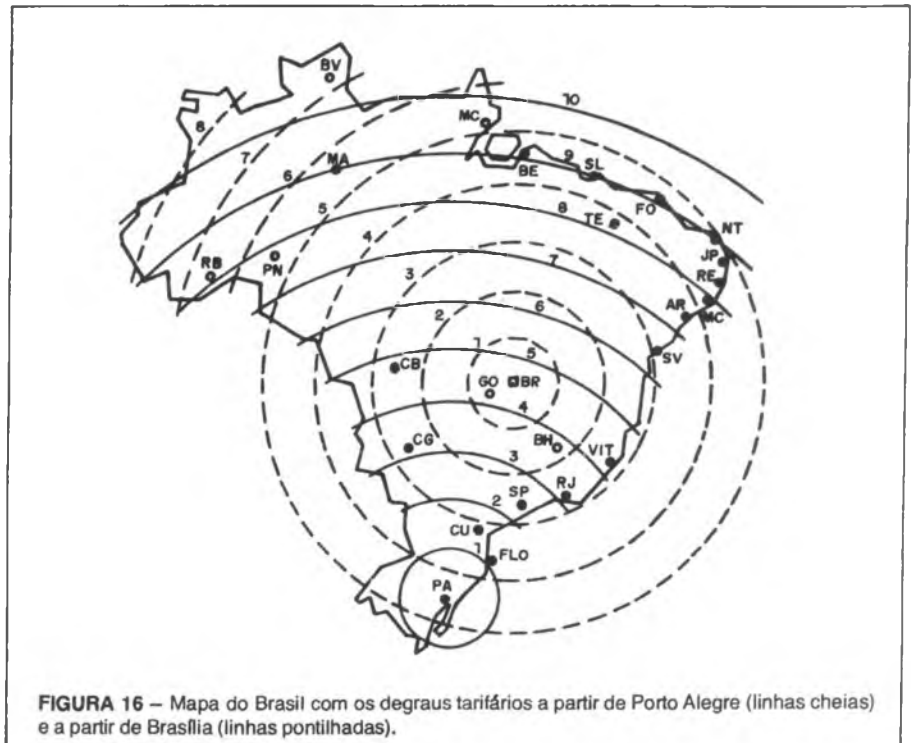 BV
10
MC
8
7
6
MA
BE
9
SL
5
FO
8
TE
4
NT
RB
PN
3
7
JP
RE
2
6
AR
MC
1
5
SV
CB
GO
BR
4
CG
BH
3
VIT
2
SP
RJ
CU
1
FLO
PA
FIGURA 16 – Mapa do Brasil com os degraus tarifários a partir de Porto Alegre (linhas cheias)
e a partir de Brasília (linhas pontilhadas).